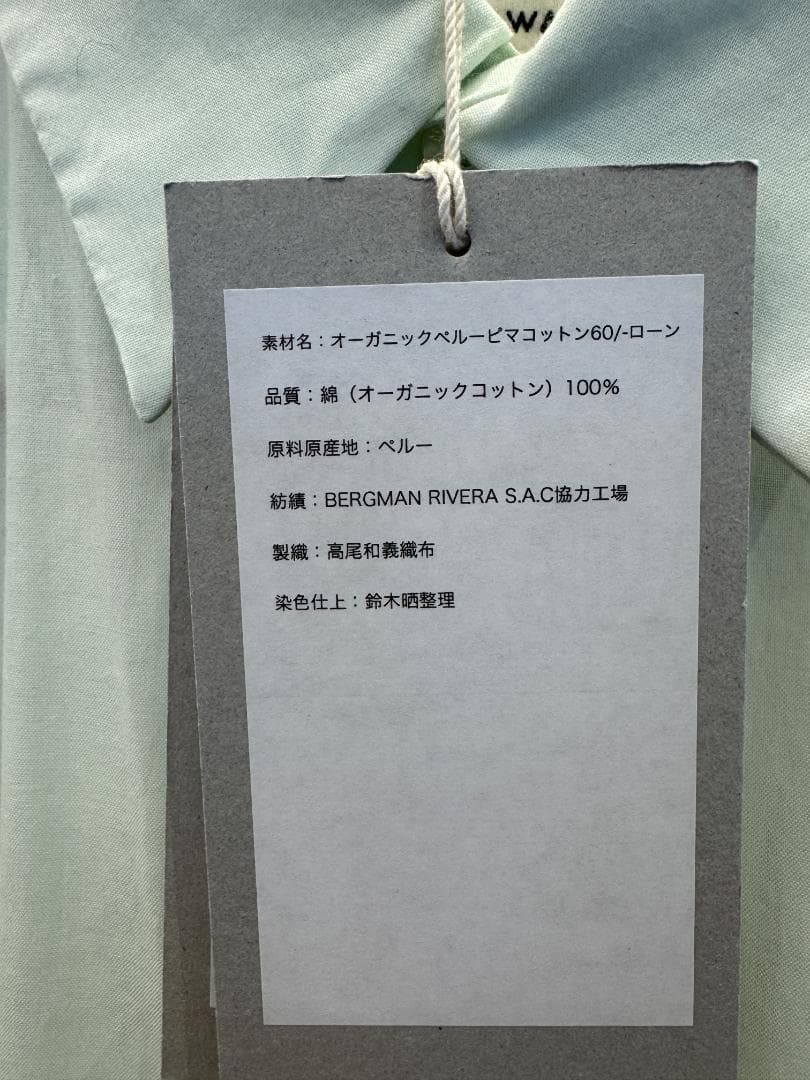 素材名：オーガニックペルーピマコットン60/-ローン
品質：綿（オーガニックコットン）100%
原料原産地：ペルー
紡績：BERGMAN RIVERA S.A.C協力工場
製織：高尾和義織布
染色仕上：鈴木晒整理